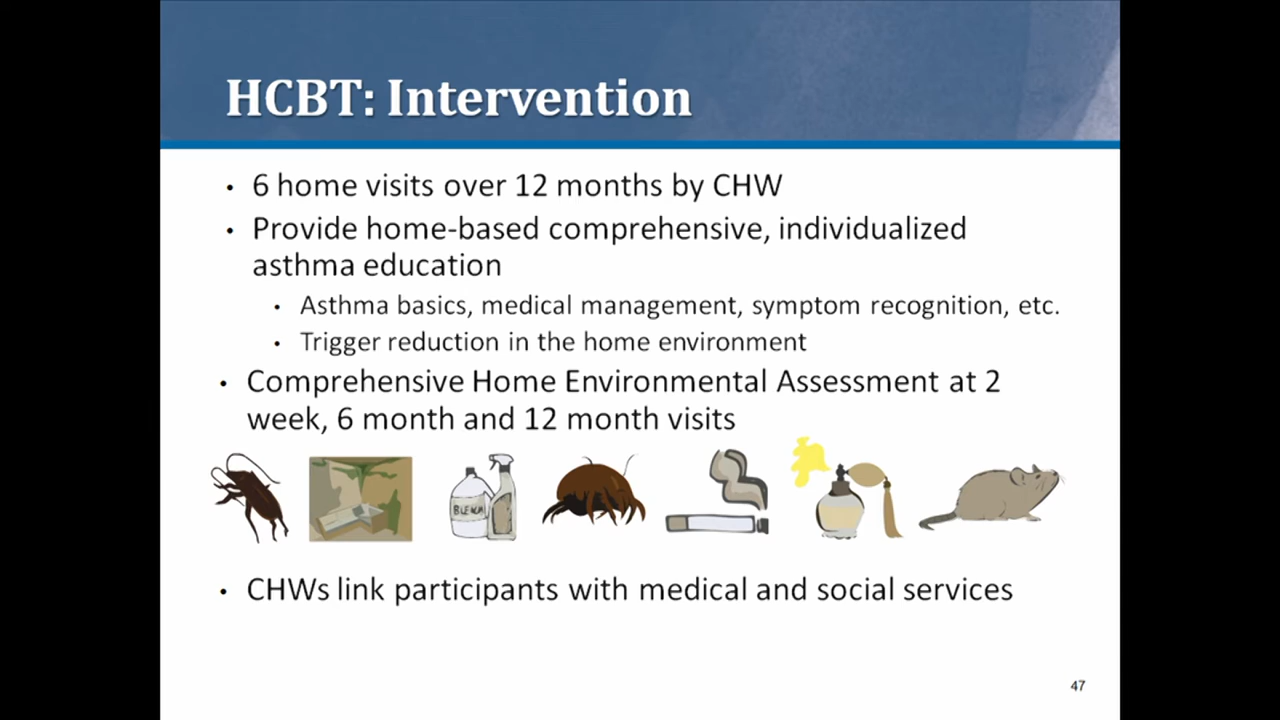 HCBT: Intervention
• 6 home visits over 12 months by CHW
• Provide home-based comprehensive, individualized
asthma education
• Asthma basics, medical management, symptom recognition, etc.
• Trigger reduction in the home environment
• Comprehensive Home Environmental Assessment at 2
week, 6 month and 12 month visits
BLEACH
• CHWs link participants with medical and social services
47